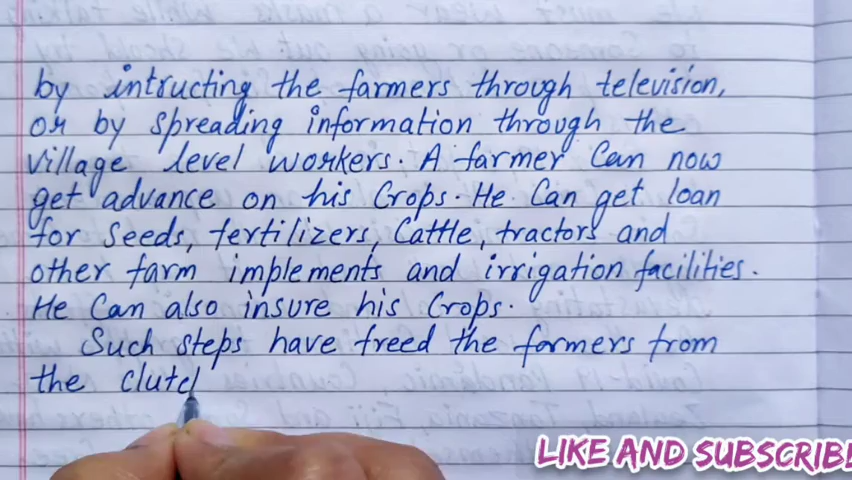 by intructing the farmers through television,
or by spreading information through the
village level workers. A farmer Can now
get advance on his Crops. He Can get loan
for Seeds, fertilizers, Cattle, tractors and
other farm implements and irrigation facilities.
He Can also insure his Crops.
Such steps have freed the farmers from
the clutc
LIKE AND SUBSCRIBE